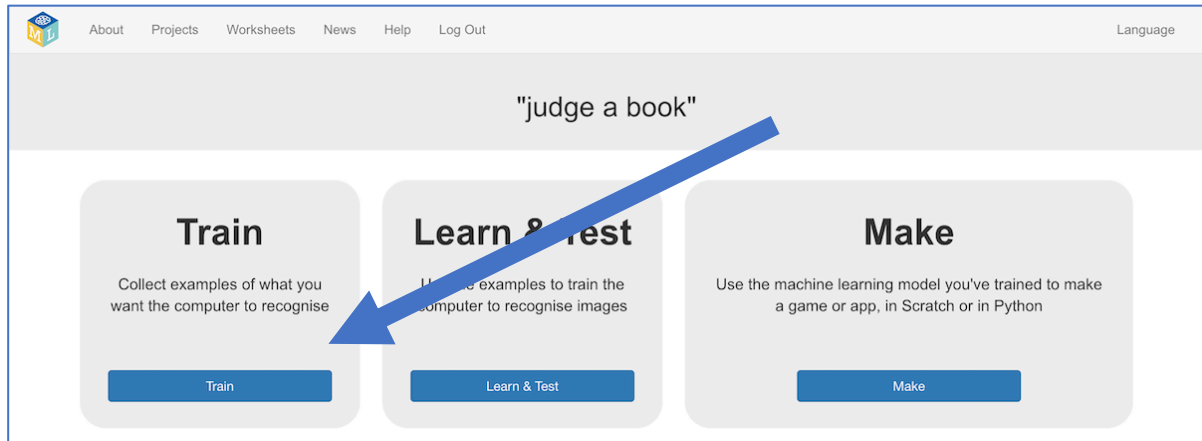 About Projects Worksheets News Help Log Out Language
"judge a book"
Train
Collect examples of what you
want the computer to recognise
Train
Learn & Test
examples to train the
computer to recognise images
Learn & Test
Make
Use the machine learning model you've trained to make
a game or app, in Scratch or in Python
Make